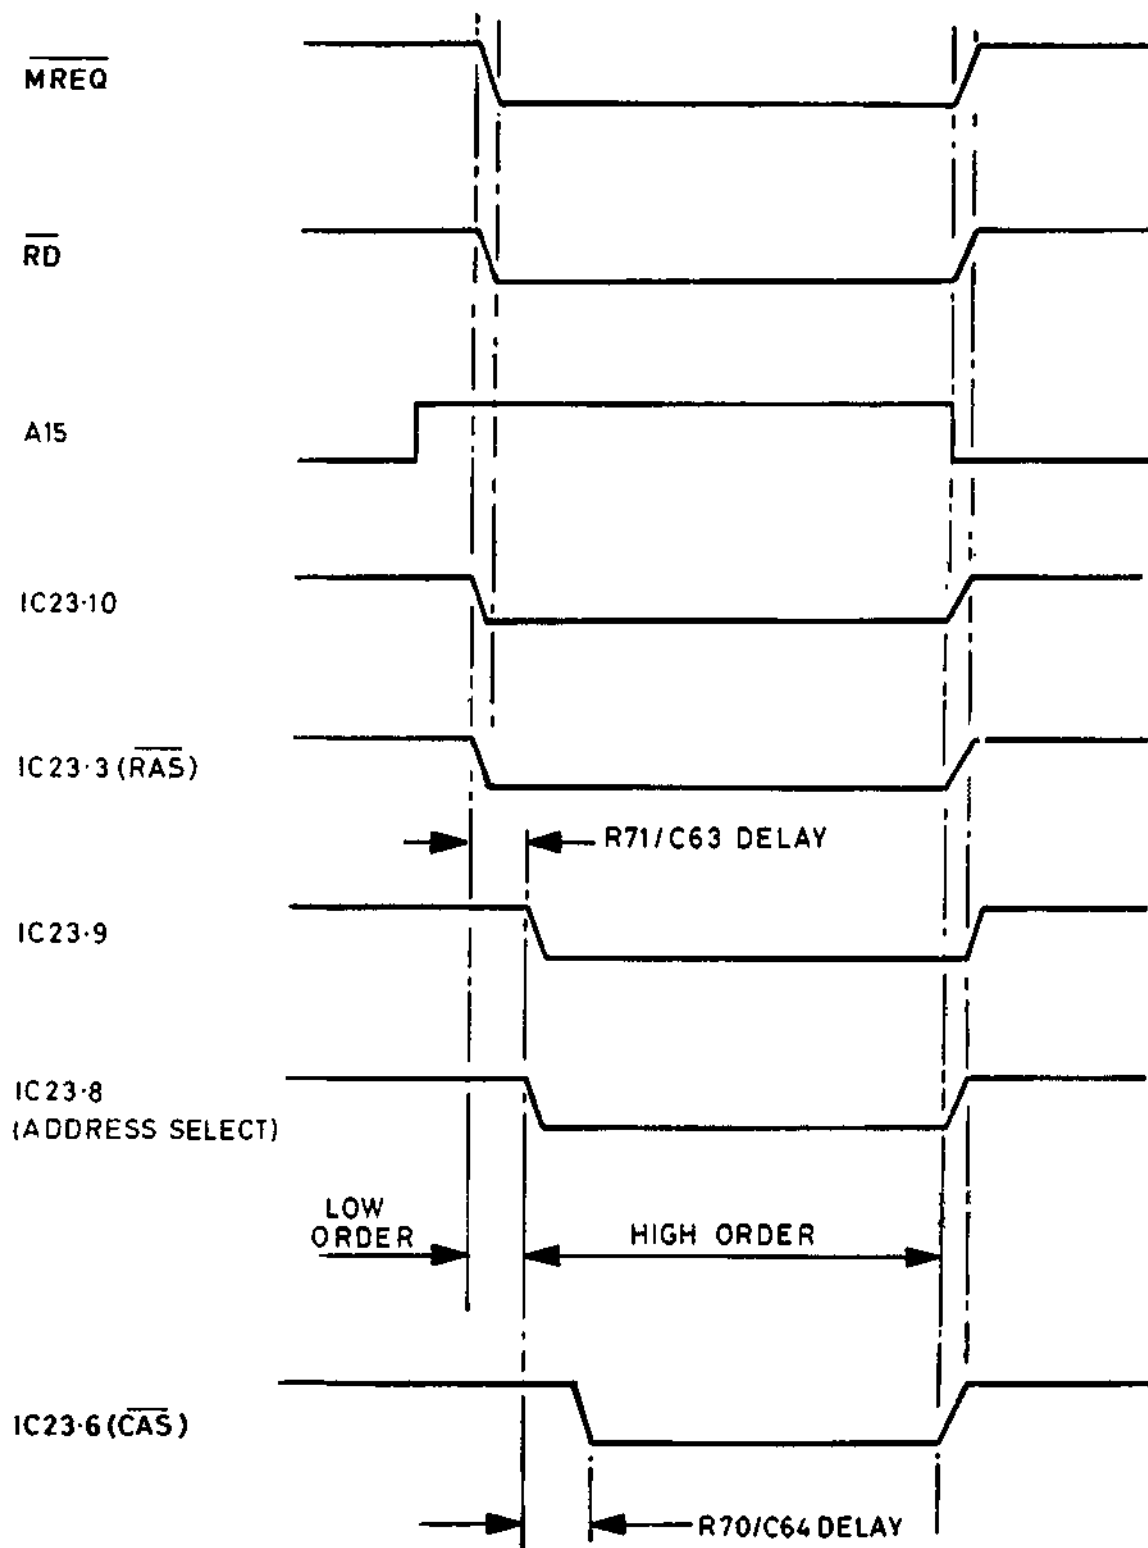 MREQ
RD
A15
IC23·10
IC23·3 (RAS)
R71/C63 DELAY
IC23·9
IC23·8
(ADDRESS SELECT)
LOW
ORDER
HIGH ORDER
IC23·6 (CAS)
R70/C64 DELAY